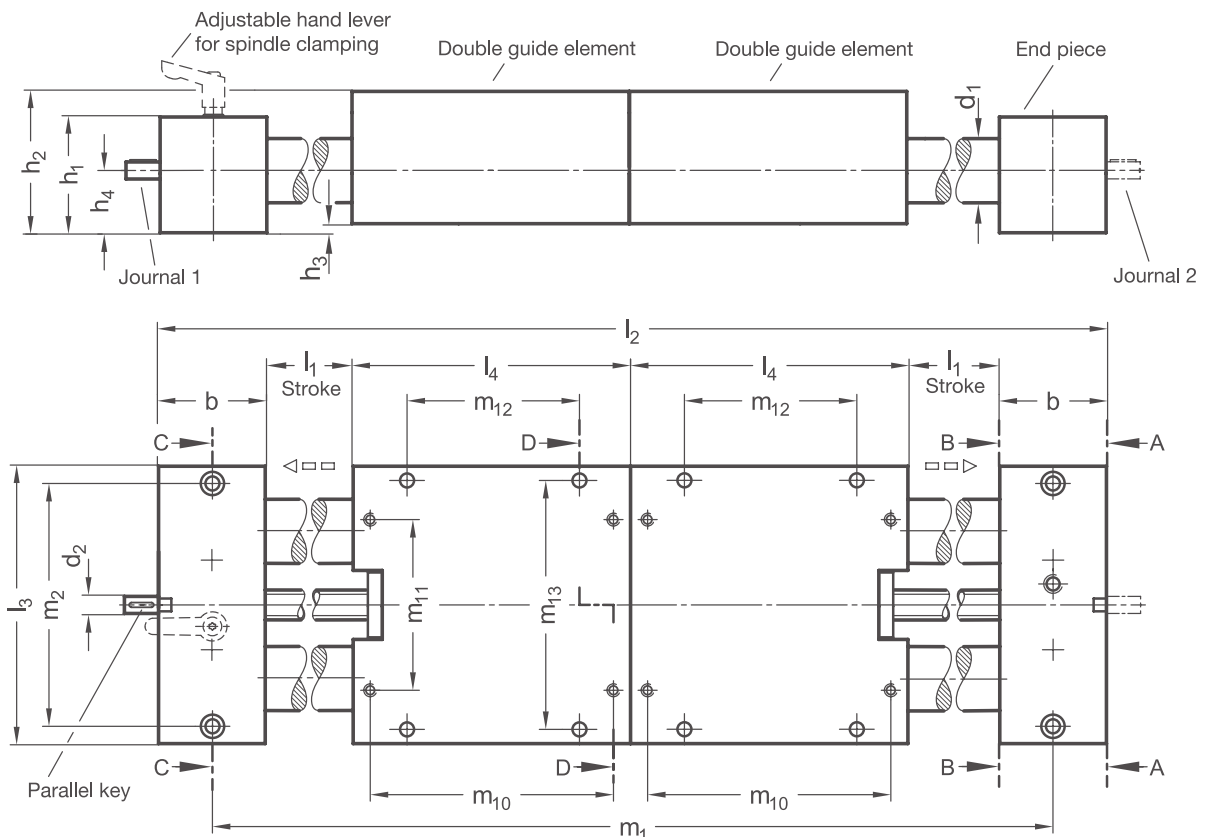 Adjustable hand lever
for spindle clamping
Double guide element
Double guide element
End piece
d1
h2
h1
h4
h3
Journal 1
Journal 2
l2
l1
l4
l4
l1
Stroke
Stroke
b
m12
m12
b
C
D
B
A
d2
l3
m2
m11
m13
C
D
B
A
Parallel key
m10
m10
m1